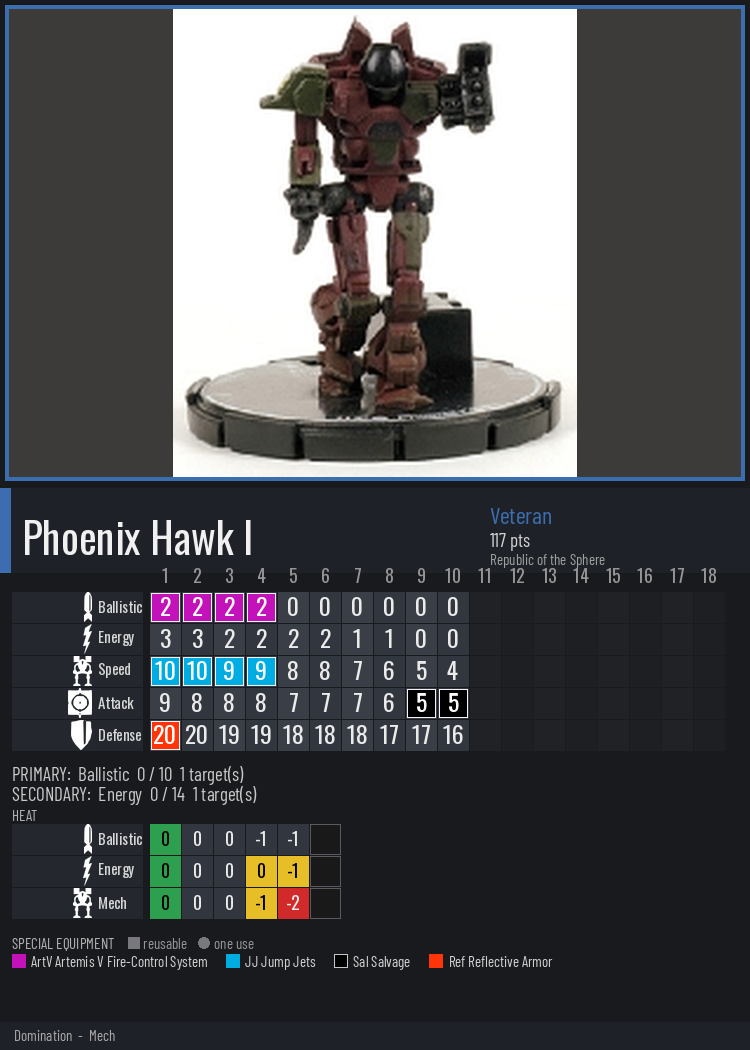 Phoenix Hawk I
Veteran
117 pts
Republic of the Sphere
1 2 3 4 5 6 7 8 9 10 11 12 13 14 15 16 17 18
Ballistic 2 2 2 2 0 0 0 0 0 0
Energy 3 3 2 2 2 2 1 1 0 0
Speed 10 10 9 9 8 8 7 6 5 4
Attack 9 8 8 8 7 7 7 6 5 5
Defense 20 20 19 19 18 18 18 17 17 16
PRIMARY: Ballistic 0 / 10 1 target(s)
SECONDARY: Energy 0 / 14 1 target(s)
HEAT
Ballistic 0 0 0 -1 -1
Energy 0 0 0 0 -1
Mech 0 0 0 -1 -2
SPECIAL EQUIPMENT reusable one use
ArtV Artemis V Fire-Control System JJ Jump Jets Sal Salvage Ref Reflective Armor
Domination - Mech